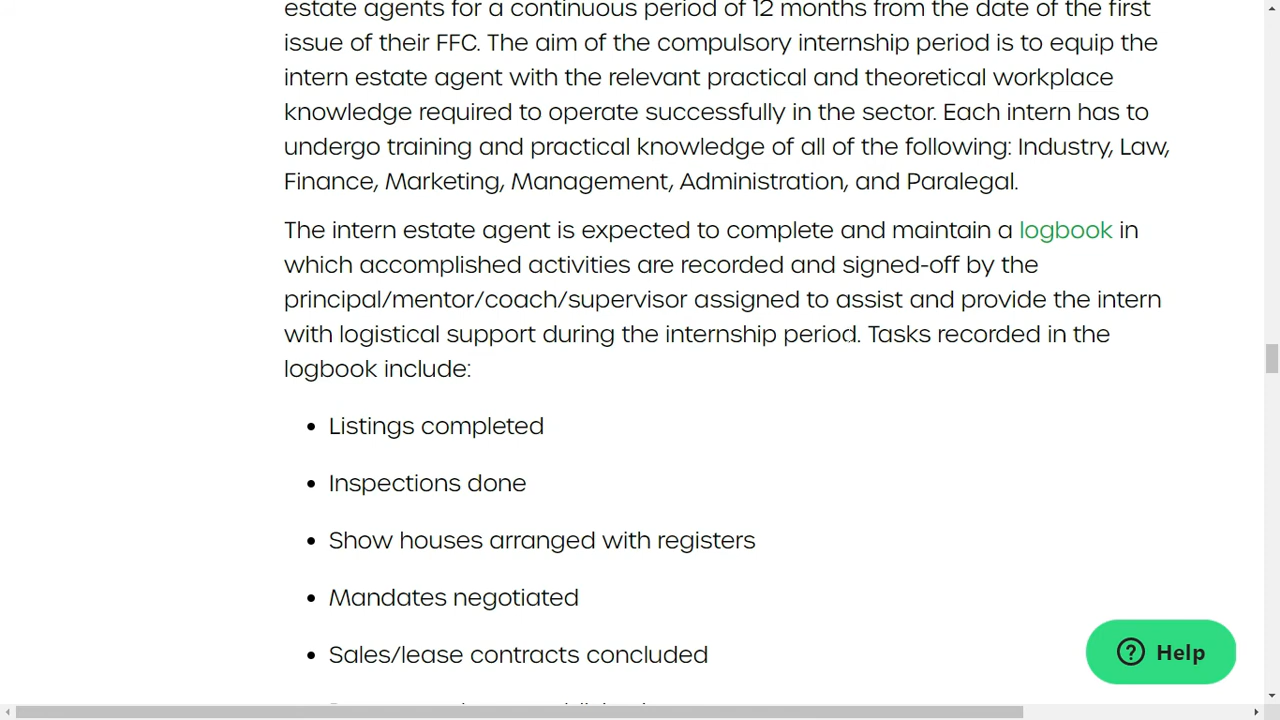 estate agents for a continuous period of 12 months from the date of the first
issue of their FFC. The aim of the compulsory internship period is to equip the
intern estate agent with the relevant practical and theoretical workplace
knowledge required to operate successfully in the sector. Each intern has to
undergo training and practical knowledge of all of the following: Industry, Law,
Finance, Marketing, Management, Administration, and Paralegal.
The intern estate agent is expected to complete and maintain a logbook in
which accomplished activities are recorded and signed-off by the
principal/mentor/coach/supervisor assigned to assist and provide the intern
with logistical support during the internship period. Tasks recorded in the
logbook include:
• Listings completed
• Inspections done
• Show houses arranged with registers
• Mandates negotiated
• Sales/lease contracts concluded
Help